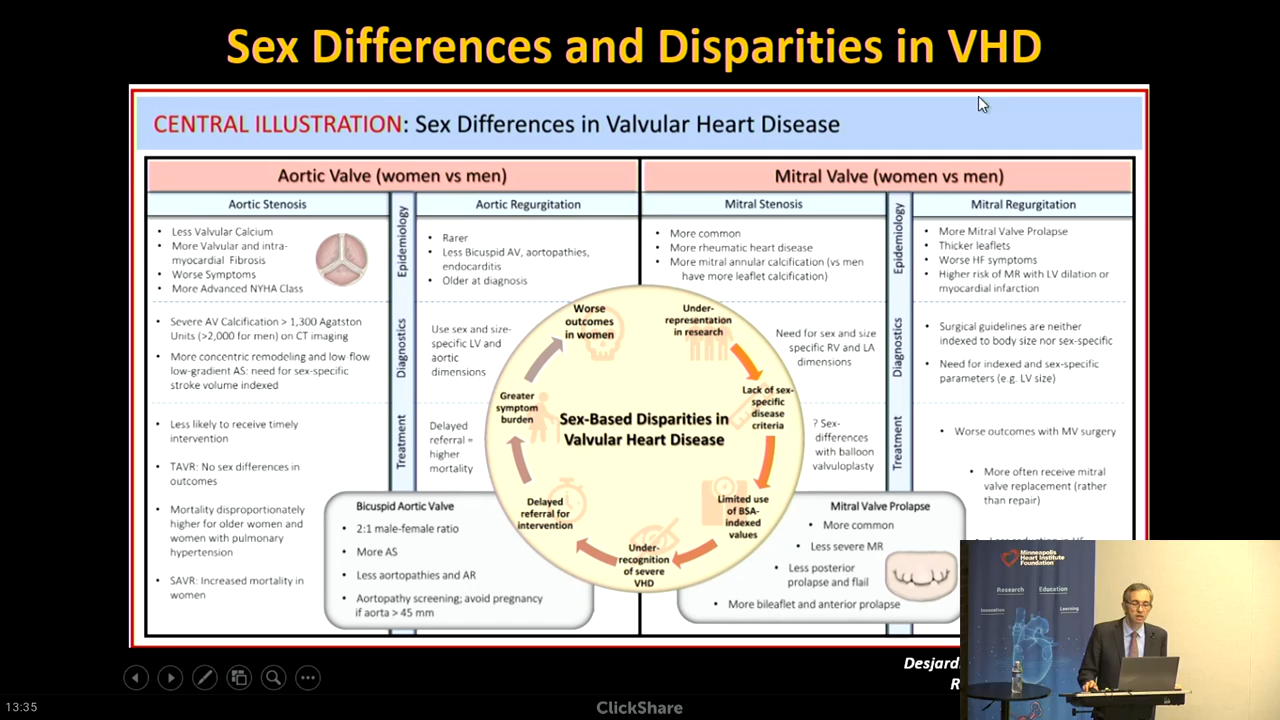 Sex Differences and Disparities in VHD
CENTRAL ILLUSTRATION: Sex Differences in Valvular Heart Disease
Aortic Valve (women vs men)
Aortic Stenosis
Epidemiology
Aortic Regurgitation
• Less Valvular Calcium
• More Valvular and intra-
myocardial Fibrosis
• Worse Symptoms
• More Advanced NYHA Class
• Rarer
• Less Bicuspid AV, aortopathies,
endocarditis
• Older at diagnosis
Diagnostics
• Severe AV Calcification > 1,300 Agatston
Units (>2,000 for men) on CT imaging
• More concentric remodeling and low-flow
low-gradient AS: need for sex-specific
stroke volume indexed
Use sex and size-
specific LV and
aortic
dimensions
Treatment
• Less likely to receive timely
intervention
• TAVR: No sex differences in
outcomes
• Mortality disproportionately
higher for older women and
women with pulmonary
hypertension
• SAVR: Increased mortality in
women
Delayed
referral =
higher
mortality
Bicuspid Aortic Valve
• 2:1 male-female ratio
• More AS
• Less aortopathies and AR
• Aortopathy screening; avoid pregnancy
if aorta > 45 mm
Sex-Based Disparities in
Valvular Heart Disease
Under-
representation
in research
Lack of sex-
specific
disease
criteria
Limited use
of BSA-
indexed
values
Under-
recognition
of severe
VHD
Delayed
referral for
intervention
Greater
symptom
burden
Worse
outcomes
in women
Mitral Valve (women vs men)
Mitral Stenosis
Epidemiology
Mitral Regurgitation
• More common
• More rheumatic heart disease
• More mitral annular calcification (vs men
have more leaflet calcification)
• More Mitral Valve Prolapse
• Thicker leaflets
• Worse HF symptoms
• Higher risk of MR with LV dilation or
myocardial infarction
Diagnostics
Need for sex and size
specific RV and LA
dimensions
• Surgical guidelines are neither
indexed to body size nor sex-specific
• Need for indexed and sex-specific
parameters (e.g. LV size)
Treatment
? Sex-
differences
with balloon
valvuloplasty
• Worse outcomes with MV surgery
• More often receive mitral
valve replacement (rather
than repair)
Mitral Valve Prolapse
• More common
• Less severe MR
• Less posterior
prolapse and flail
• More bileaflet and anterior prolapse
Desjard
R
Minneapolis
Heart Institute
Foundation
Research Education
Innovation Learning
13:35
ClickShare